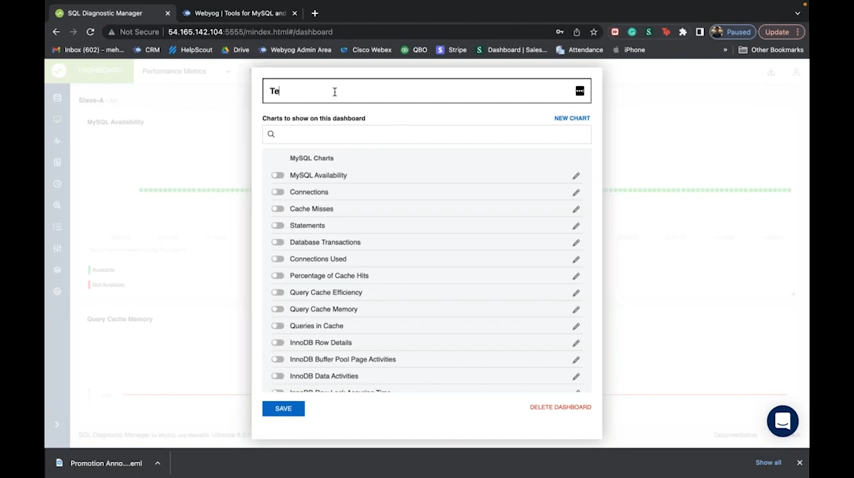 SQL Diagnostic Manager
Webyog | Tools for MySQL and
Not Secure 54.165.142.104:5555/mindex.html#/dashboard
Paused
Update
Inbox (602) - meh...
CRM
HelpScout
Drive
Webyog Admin Area
Cisco Webex
QBO
Stripe
Dashboard | Sales...
Attendance
iPhone
Other Bookmarks
DASHBOARD
Performance Metrics
MySQL Availability
Te
Charts to show on this dashboard
NEW CHART
MySQL Charts
MySQL Availability
Connections
Cache Misses
Statements
Database Transactions
Connections Used
Percentage of Cache Hits
Query Cache Efficiency
Query Cache Memory
Queries in Cache
InnoDB Row Details
InnoDB Buffer Pool Page Activities
InnoDB Data Activities
SAVE
DELETE DASHBOARD
Available
Not Available
Query Cache Memory
Documentation
Promotion Anno....eml
Show all